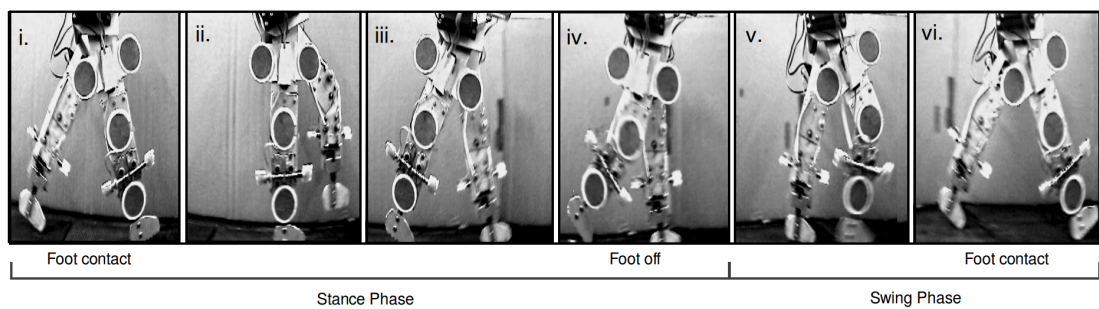 i. ii. iii. iv. v. vi.
Foot contact Foot off Foot contact
Stance Phase Swing Phase